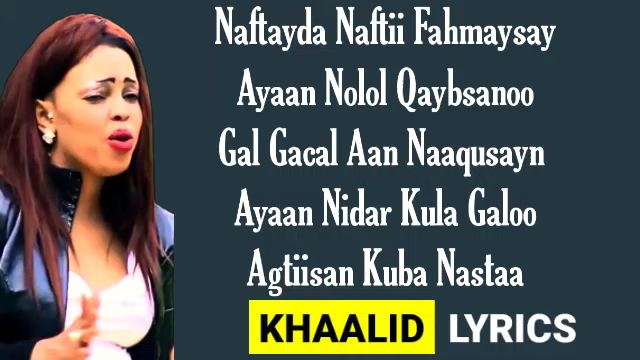 Naftayda Naftii Fahmaysay
Ayaan Nolol Qaybsanoo
Gal Gacal Aan Naaqusayn
Ayaan Nidar Kula Galoo
Agtiisan Kuba Nastaa
KHAALID LYRICS